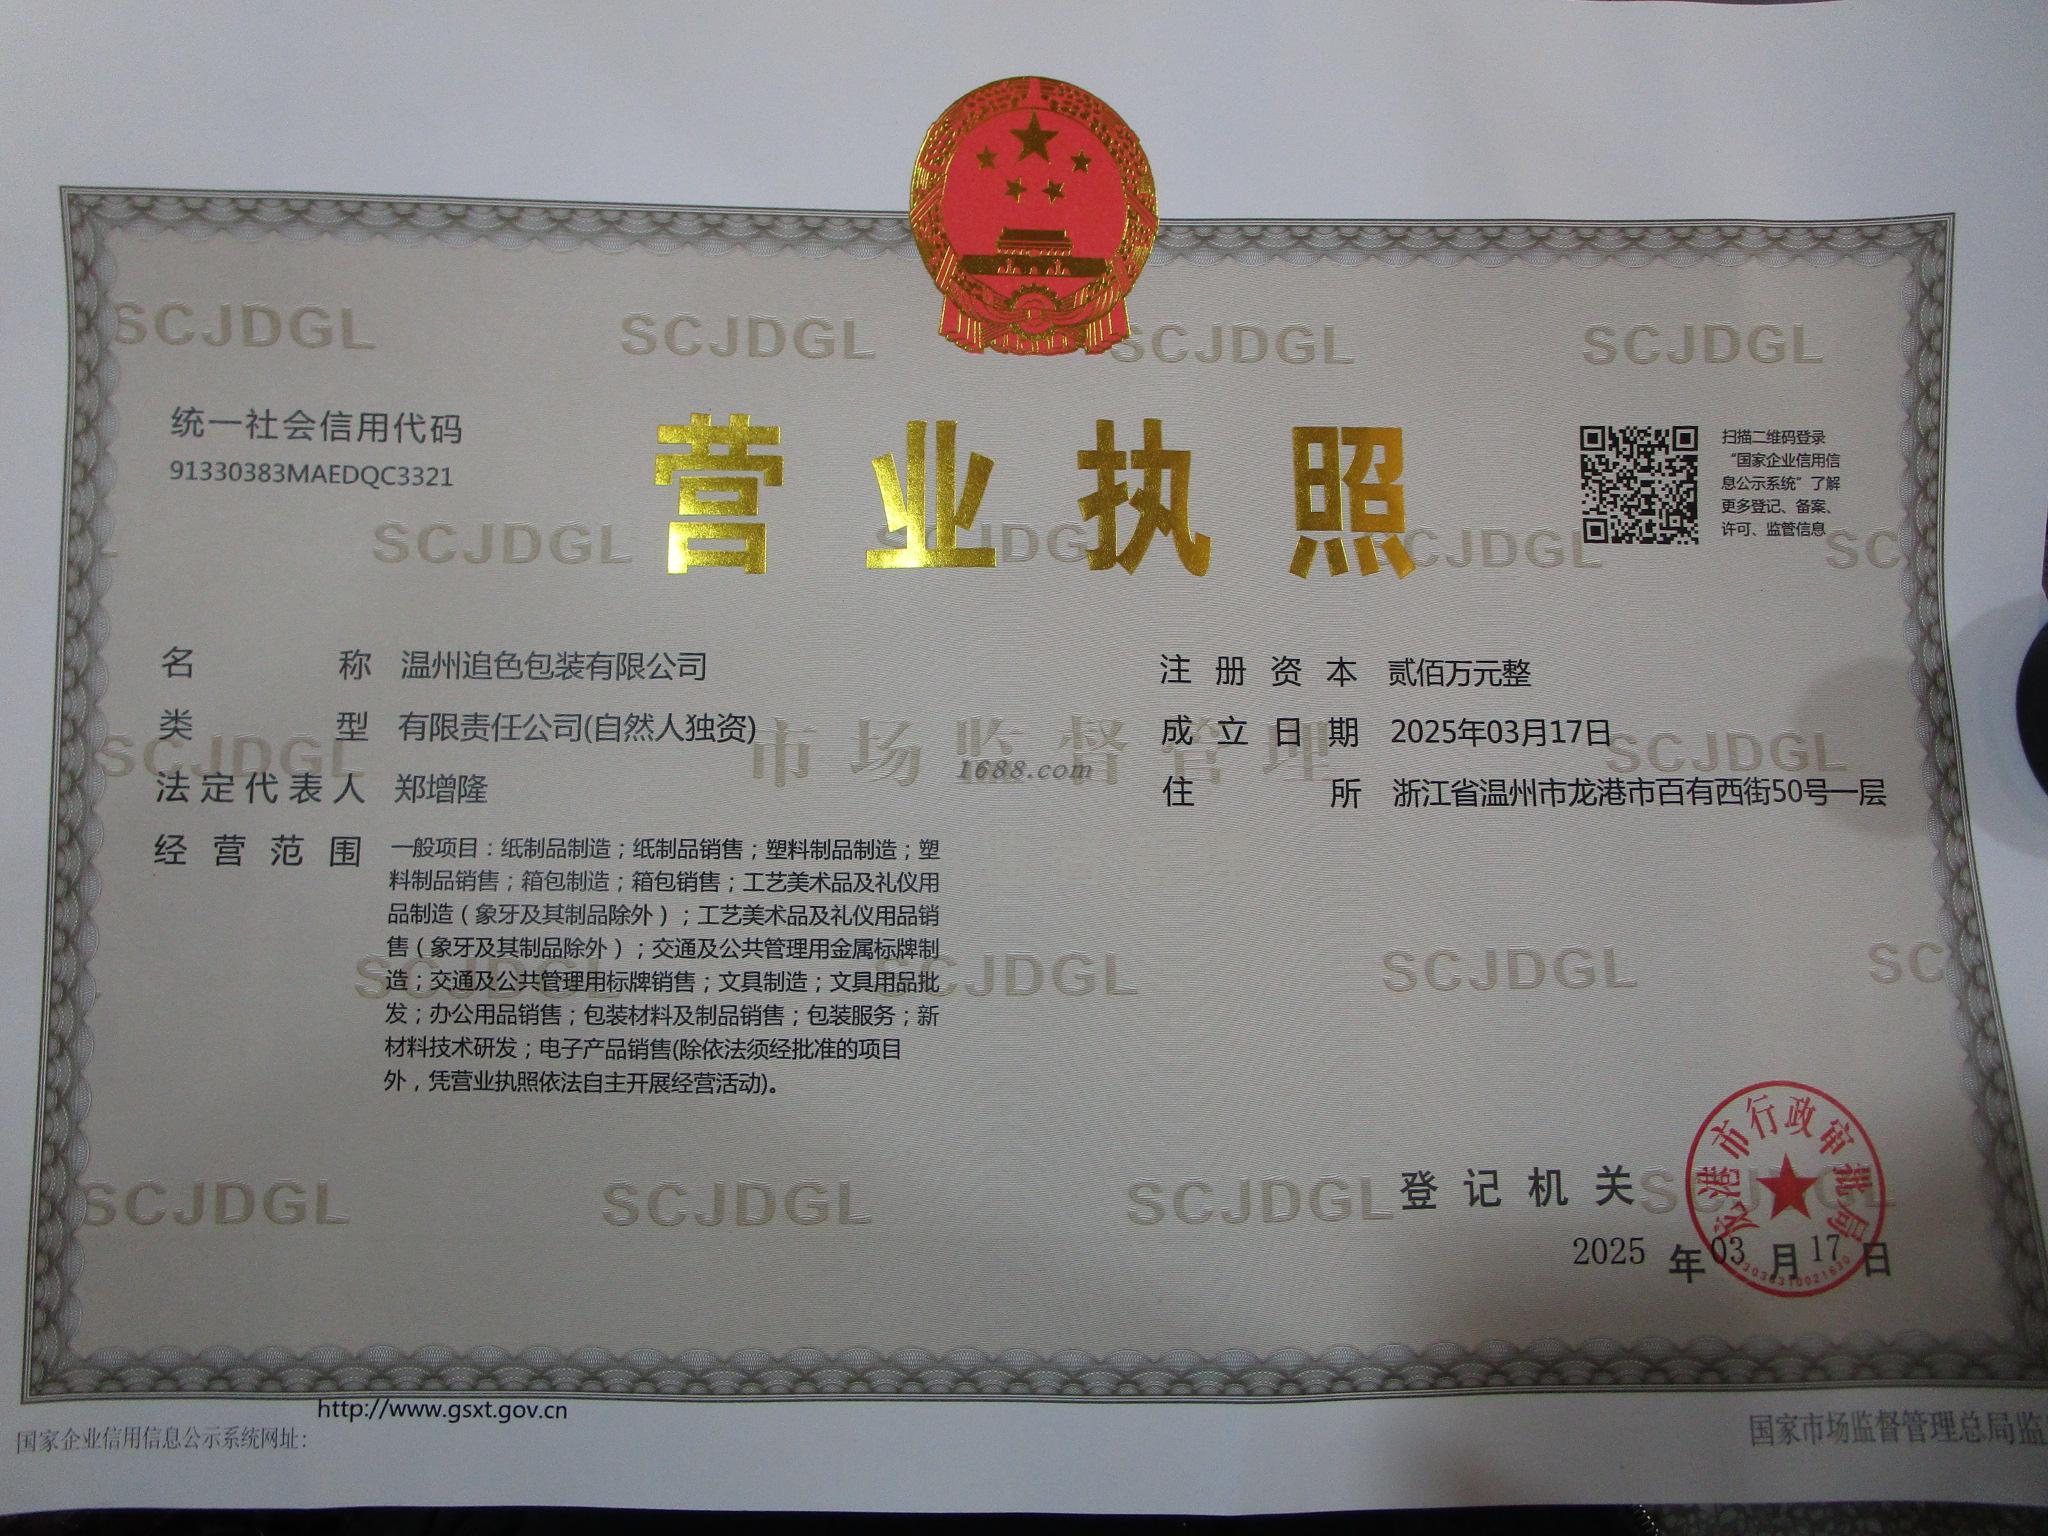 SCJDGL SCJDGL SCJDGL SCJDGL
统一社会信用代码
91330383MAEDQC3321
营业执照
扫描二维码登录
“国家企业信用信
息公示系统”了解
更多登记、备案、
许可、监管信息
SCJDGL SCJDGL SCJDGL SC
名称 温州追色包装有限公司
类型 有限责任公司(自然人独资)
法定代表人 郑增隆
经营范围 一般项目：纸制品制造；纸制品销售；塑料制品制造；塑
料制品销售；箱包制造；箱包销售；工艺美术品及礼仪用
品制造（象牙及其制品除外）；工艺美术品及礼仪用品销
售（象牙及其制品除外）；交通及公共管理用金属标牌制
造；交通及公共管理用标牌销售；文具制造；文具用品批
发；办公用品销售；包装材料及制品销售；包装服务；新
材料技术研发；电子产品销售(除依法须经批准的项目
外，凭营业执照依法自主开展经营活动)。
注册资本 贰佰万元整
成立日期 2025年03月17日
住所 浙江省温州市龙港市百有西街50号一层
SCJDGL 市场监督管理 SCJDGL
1688.com
SCJDGL SCJDGL SCJDGL SC
SCJDGL SCJDGL SCJDGL SCJDGL
登记机关
龙港市行政审批局
2025年03月17日
http://www.gsxt.gov.cn
国家企业信用信息公示系统网址：
国家市场监督管理总局监